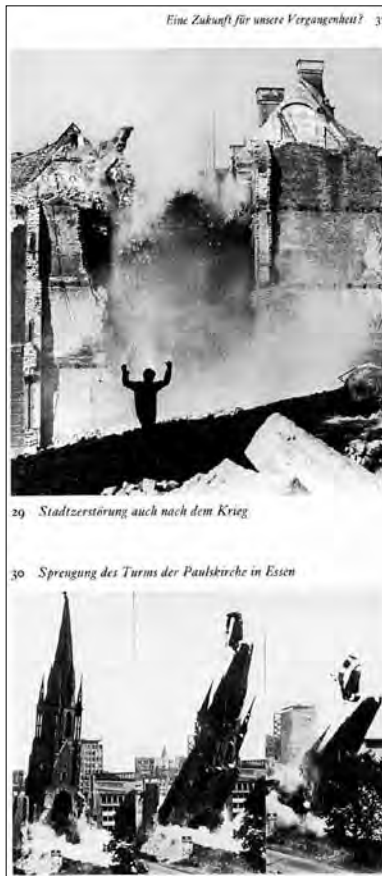 Eine Zukunft für unsere Vergangenheit? 3
29 Stadtzerstörung auch nach dem Krieg
30 Sprengung des Turms der Paulskirche in Essen